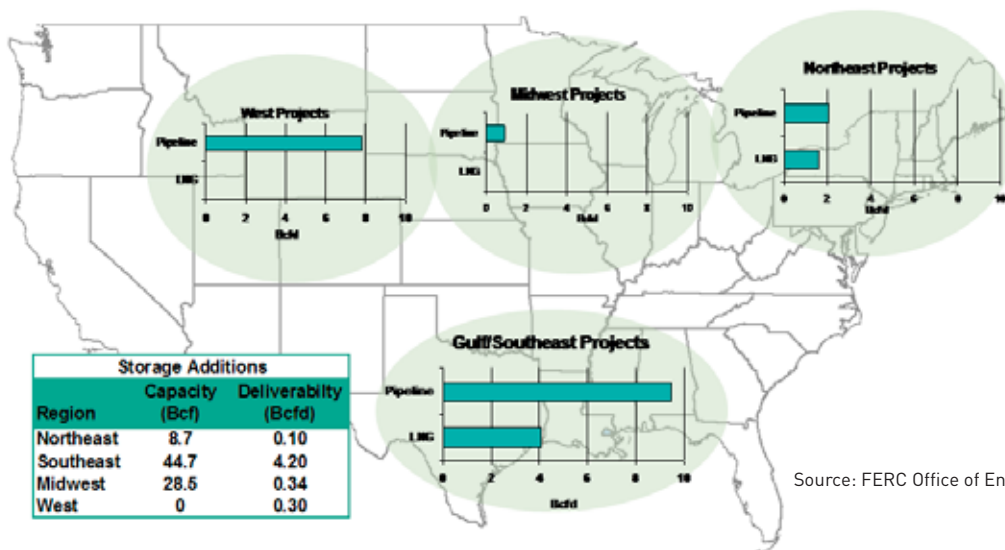 West Projects
Pipeline
LNG
0 2 4 6 8 10
Bcfd
Midwest Projects
Pipeline
LNG
0 2 4 6 8 10
Bcfd
Northeast Projects
Pipeline
LNG
0 2 4 6 8 10
Bcfd
Gulf/Southeast Projects
Pipeline
LNG
0 2 4 6 8 10
Bcfd
Storage Additions
Region Capacity (Bcf) Deliverabilty (Bcfd)
Northeast 8.7 0.10
Southeast 44.7 4.20
Midwest 28.5 0.34
West 0 0.30
Source: FERC Office of En